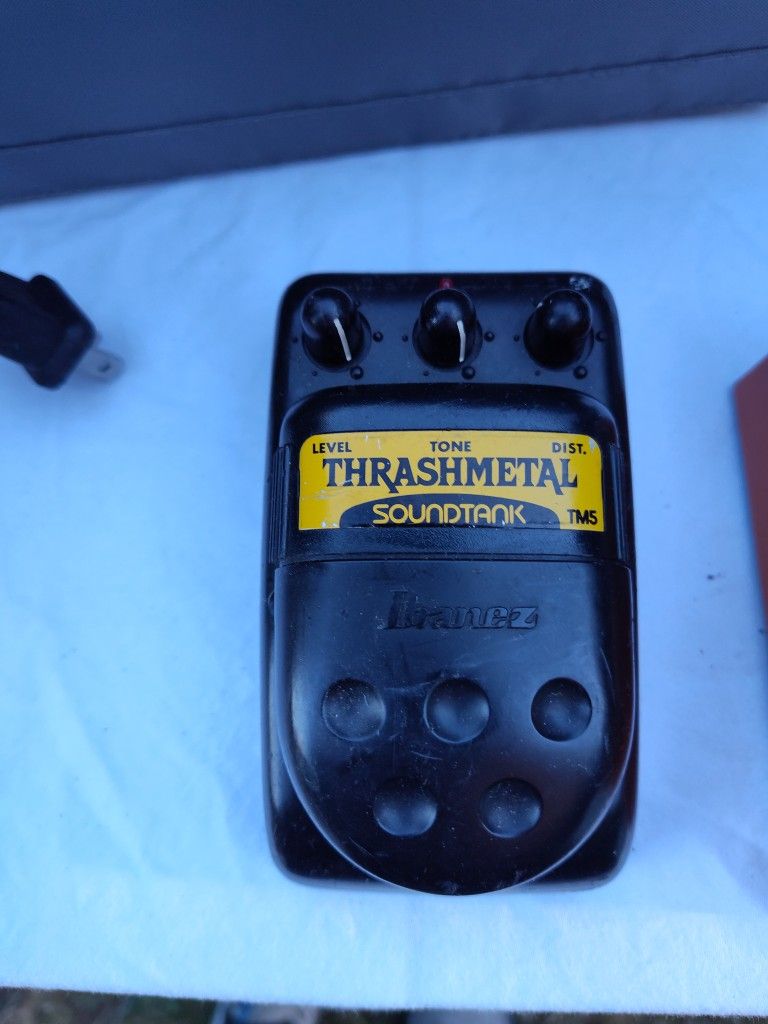 LEVEL TONE DIST.
THRASHMETAL
SOUNDTANK TM5
Ibanez